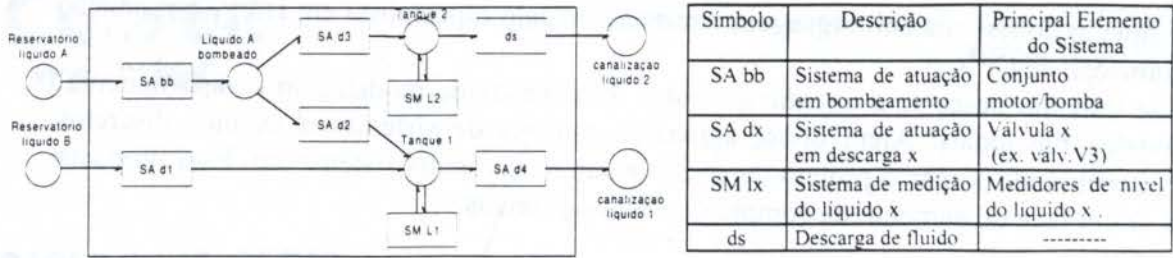 Reservatório
líquido A
Líquido A
bombeado
Tanque 2
SA d3
ds
SA bb
SM L2
canalização
líquido 2
Reservatório
líquido B
SA d2
Tanque 1
SA d1
SA d4
canalização
líquido 1
SM L1
Símbolo Descrição Principal Elemento
do Sistema
SA bb Sistema de atuação Conjunto
em bombeamento motor/bomba
SA dx Sistema de atuação Válvula x
em descarga x (ex. valv.V3)
SM lx Sistema de medição Medidores de nivel
do líquido x do liquido x .
ds Descarga de fluido --------